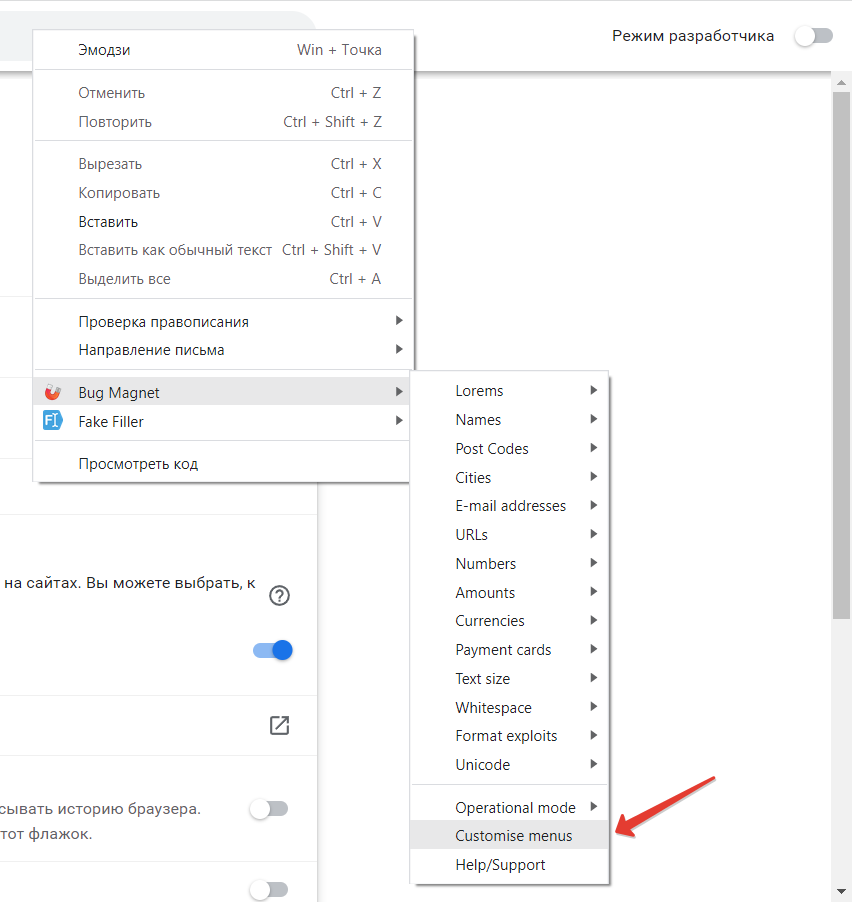 Режим разработчика
Эмодзи Win + Точка
Отменить Ctrl + Z
Повторить Ctrl + Shift + Z
Вырезать Ctrl + X
Копировать Ctrl + C
Вставить Ctrl + V
Вставить как обычный текст Ctrl + Shift + V
Выделить все Ctrl + A
Проверка правописания
Направление письма
Bug Magnet
Fake Filler
Просмотреть код
Lorems
Names
Post Codes
Cities
E-mail addresses
URLs
Numbers
Amounts
Currencies
Payment cards
Text size
Whitespace
Format exploits
Unicode
Operational mode
Customise menus
Help/Support
на сайтах. Вы можете выбрать, к
сывать историю браузера.
тот флажок.